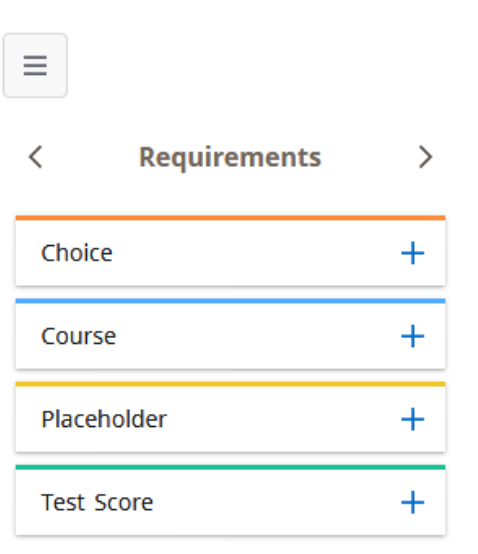 Requirements
Choice
Course
Placeholder
Test Score